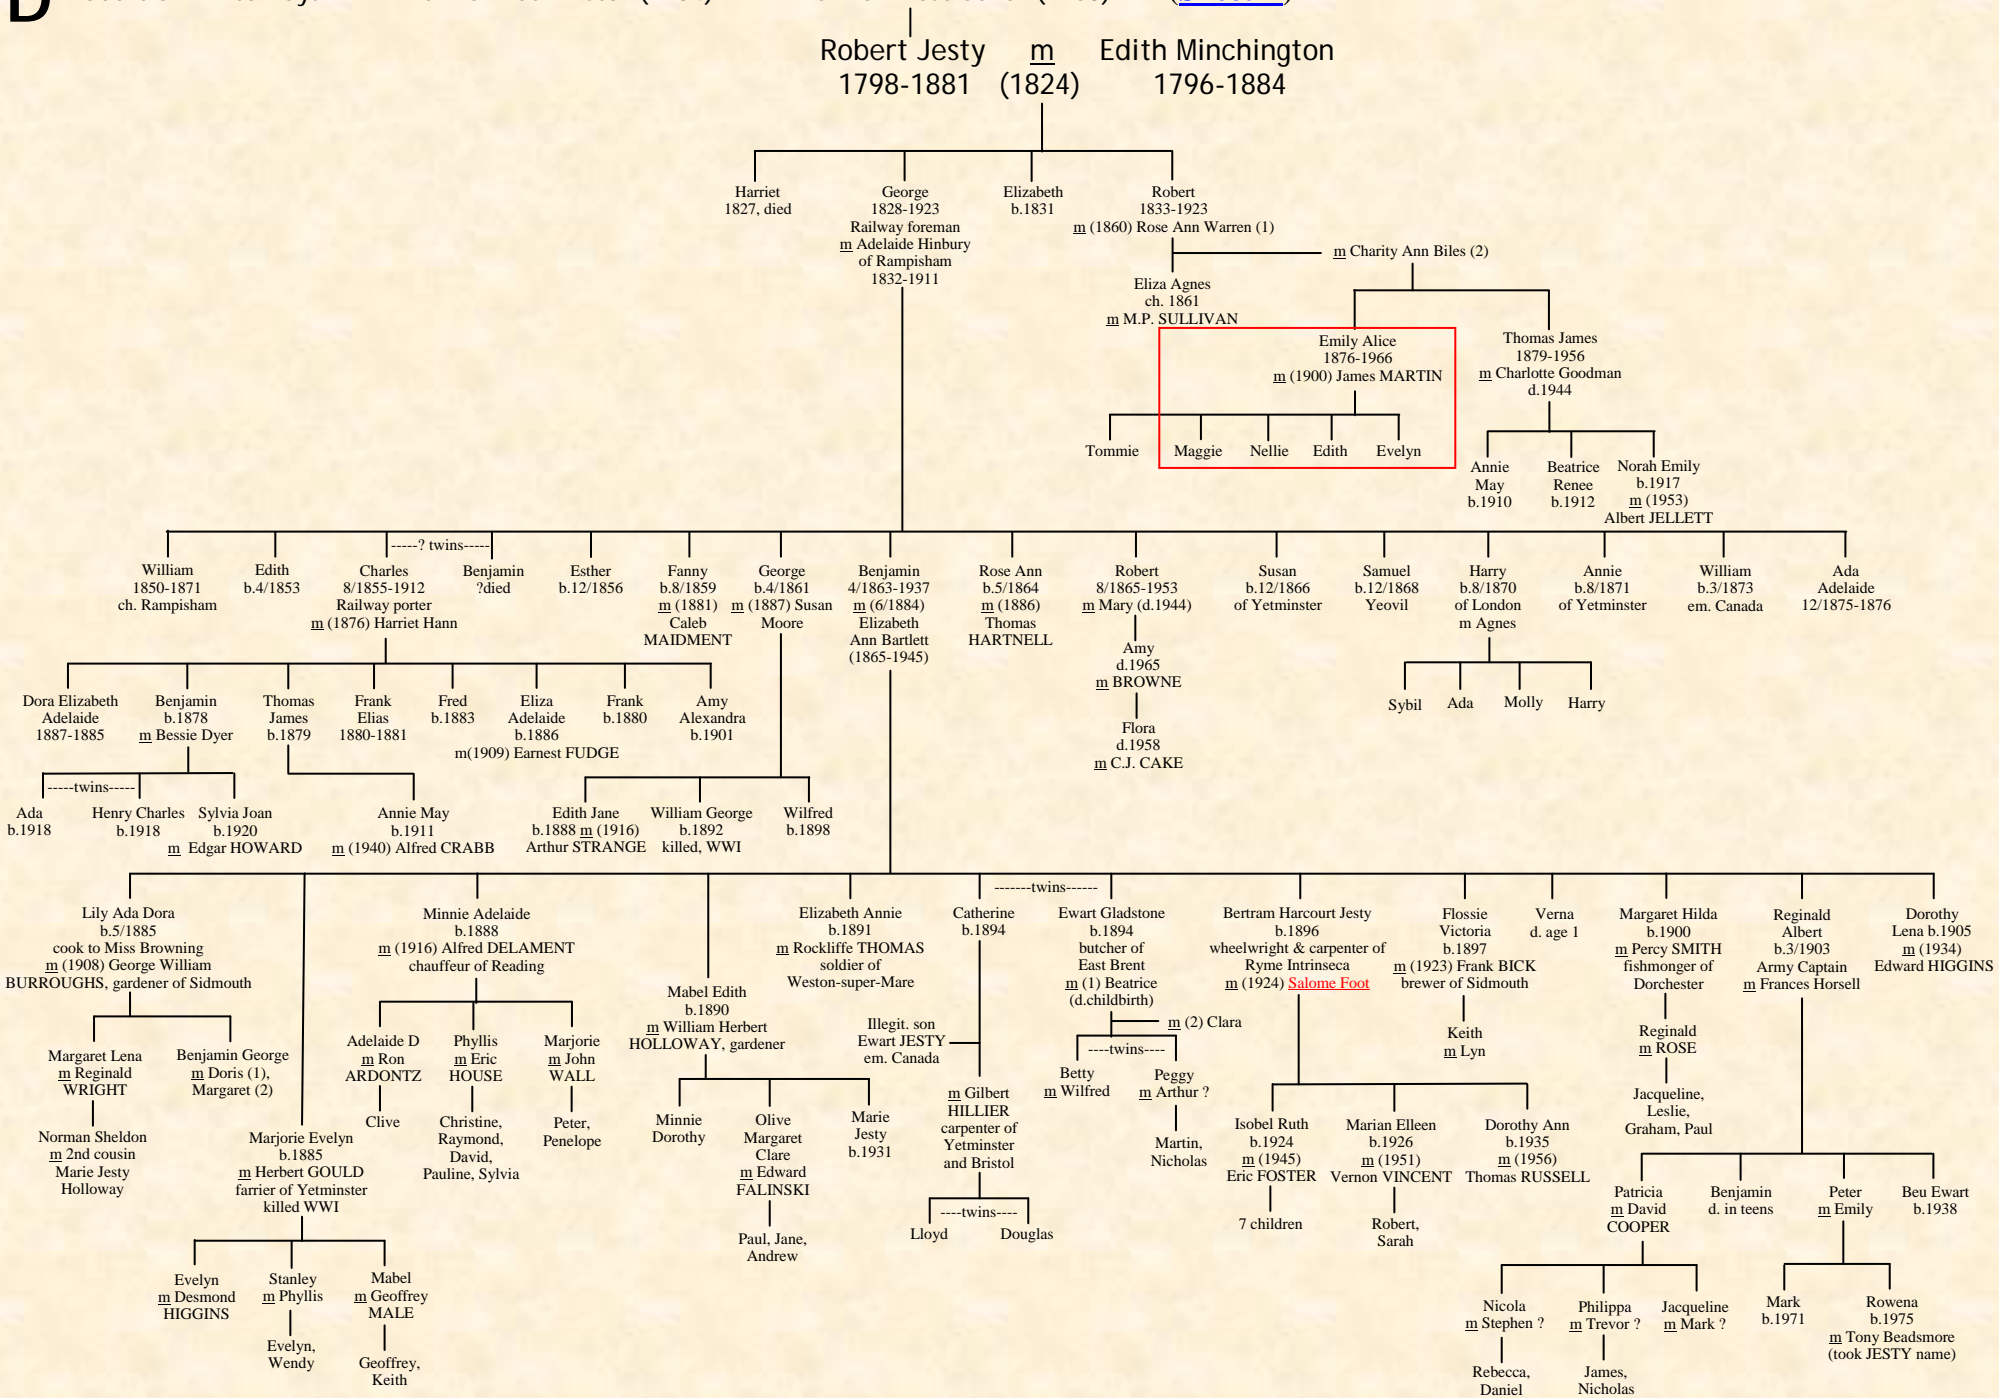 D
Robert Jesty m Edith Minchington
1798-1881 (1824) 1796-1884
Harriet
1827, died
George
1828-1923
Railway foreman
m Adelaide Hinbury
of Rampisham
1832-1911
Elizabeth
b.1831
Robert
1833-1923
m (1860) Rose Ann Warren (1)
m Charity Ann Biles (2)
Eliza Agnes
ch. 1861
m M.P. SULLIVAN
Emily Alice
1876-1966
m (1900) James MARTIN
Thomas James
1879-1956
m Charlotte Goodman
d.1944
Tommie
Maggie
Nellie
Edith
Evelyn
Annie
May
b.1910
Beatrice
Renee
b.1912
Norah Emily
b.1917
m (1953)
Albert JELLETT
William
1850-1871
ch. Rampisham
Edith
b.4/1853
-----? twins-----
Charles
8/1855-1912
Railway porter
m (1876) Harriet Hann
Benjamin
?died
Esther
b.12/1856
Fanny
b.8/1859
m (1881)
Caleb
MAIDMENT
George
b.4/1861
m (1887) Susan
Moore
Benjamin
4/1863-1937
m (6/1884)
Elizabeth
Ann Bartlett
(1865-1945)
Rose Ann
b.5/1864
m (1886)
Thomas
HARTNELL
Robert
8/1865-1953
m Mary (d.1944)
Amy
d.1965
m BROWNE
Flora
d.1958
m C.J. CAKE
Susan
b.12/1866
of Yetminster
Samuel
b.12/1868
Yeovil
Harry
b.8/1870
of London
m Agnes
Annie
b.8/1871
of Yetminster
William
b.3/1873
em. Canada
Ada
Adelaide
12/1875-1876
Sybil
Ada
Molly
Harry
Dora Elizabeth
Adelaide
1887-1885
Benjamin
b.1878
m Bessie Dyer
Thomas
James
b.1879
Frank
Elias
1880-1881
Fred
b.1883
Eliza
Adelaide
b.1886
m(1909) Earnest FUDGE
Frank
b.1880
Amy
Alexandra
b.1901
-----twins-----
Ada
b.1918
Henry Charles
b.1918
Sylvia Joan
b.1920
m Edgar HOWARD
Annie May
b.1911
m (1940) Alfred CRABB
Edith Jane
b.1888 m (1916)
Arthur STRANGE
William George
b.1892
killed, WWI
Wilfred
b.1898
Lily Ada Dora
b.5/1885
cook to Miss Browning
m (1908) George William
BURROUGHS, gardener of Sidmouth
Margaret Lena
m Reginald
WRIGHT
Benjamin George
m Doris (1),
Margaret (2)
Norman Sheldon
m 2nd cousin
Marie Jesty
Holloway
Marjorie Evelyn
b.1885
m Herbert GOULD
farrier of Yetminster
killed WWI
Evelyn
m Desmond
HIGGINS
Stanley
m Phyllis
Evelyn,
Wendy
Mabel
m Geoffrey
MALE
Geoffrey,
Keith
Minnie Adelaide
b.1888
m (1916) Alfred DELAMENT
chauffeur of Reading
Adelaide D
m Ron
ARDONTZ
Clive
Phyllis
m Eric
HOUSE
Christine,
Raymond,
David,
Pauline, Sylvia
Marjorie
m John
WALL
Peter,
Penelope
Mabel Edith
b.1890
m William Herbert
HOLLOWAY, gardener
Minnie
Dorothy
Olive
Margaret
Clare
m Edward
FALINSKI
Paul, Jane,
Andrew
Marie
Jesty
b.1931
Elizabeth Annie
b.1891
m Rockliffe THOMAS
soldier of
Weston-super-Mare
-------twins------
Catherine
b.1894
Illegit. son
Ewart JESTY
em. Canada
m Gilbert
HILLIER
carpenter of
Yetminster
and Bristol
----twins----
Lloyd
Douglas
Ewart Gladstone
b.1894
butcher of
East Brent
m (1) Beatrice
(d.childbirth)
m (2) Clara
----twins----
Betty
m Wilfred
Peggy
m Arthur ?
Martin,
Nicholas
Bertram Harcourt Jesty
b.1896
wheelwright & carpenter of
Ryme Intrinseca
m (1924) Salome Foot
Isobel Ruth
b.1924
m (1945)
Eric FOSTER
7 children
Marian Elleen
b.1926
m (1951)
Vernon VINCENT
Robert,
Sarah
Dorothy Ann
b.1935
m (1956)
Thomas RUSSELL
Flossie
Victoria
b.1897
m (1923) Frank BICK
brewer of Sidmouth
Keith
m Lyn
Verna
d. age 1
Margaret Hilda
b.1900
m Percy SMITH
fishmonger of
Dorchester
Reginald
m ROSE
Jacqueline,
Leslie,
Graham, Paul
Reginald
Albert
b.3/1903
Army Captain
m Frances Horsell
Dorothy
Lena b.1905
m (1934)
Edward HIGGINS
Patricia
m David
COOPER
Benjamin
d. in teens
Peter
m Emily
Beu Ewart
b.1938
Nicola
m Stephen ?
Rebecca,
Daniel
Philippa
m Trevor ?
James,
Nicholas
Jacqueline
m Mark ?
Mark
b.1971
Rowena
b.1975
m Tony Beadsmore
(took JESTY name)